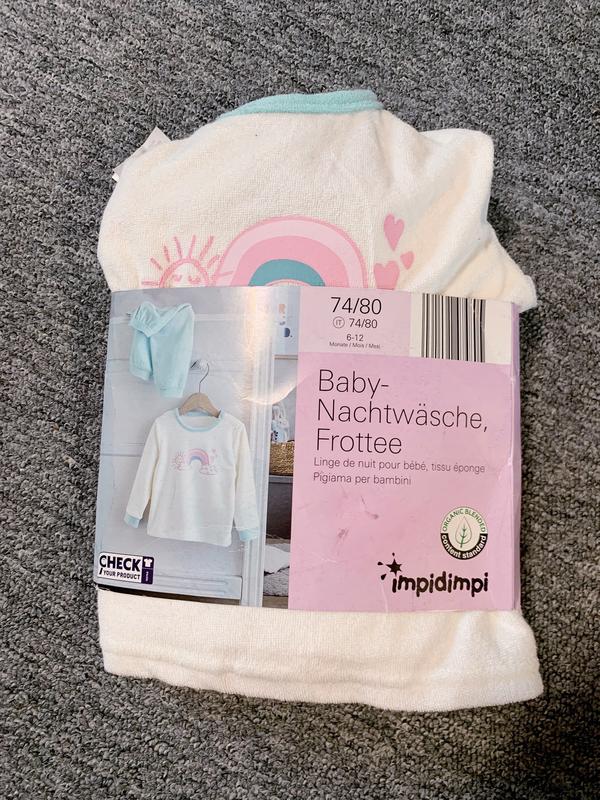 74/80
IT 74/80
6-12
Monate / Mois / Mesi
Baby-
Nachtwäsche,
Frottee
Linge de nuit pour bébé, tissu éponge
Pigiama per bambini
ORGANIC BLENDED
content standard
impidimpi
CHECK
YOUR PRODUCT